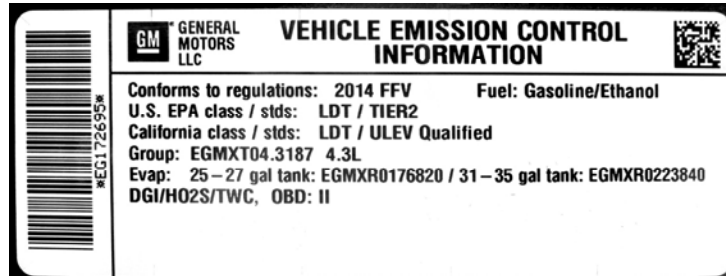 *EG172695*
GM GENERAL MOTORS LLC
VEHICLE EMISSION CONTROL INFORMATION
Conforms to regulations: 2014 FFV Fuel: Gasoline/Ethanol
U.S. EPA class / stds: LDT / TIER2
California class / stds: LDT / ULEV Qualified
Group: EGMXT04.3187 4.3L
Evap: 25–27 gal tank: EGMXR0176820 / 31–35 gal tank: EGMXR0223840
DGI/HO2S/TWC, OBD: II